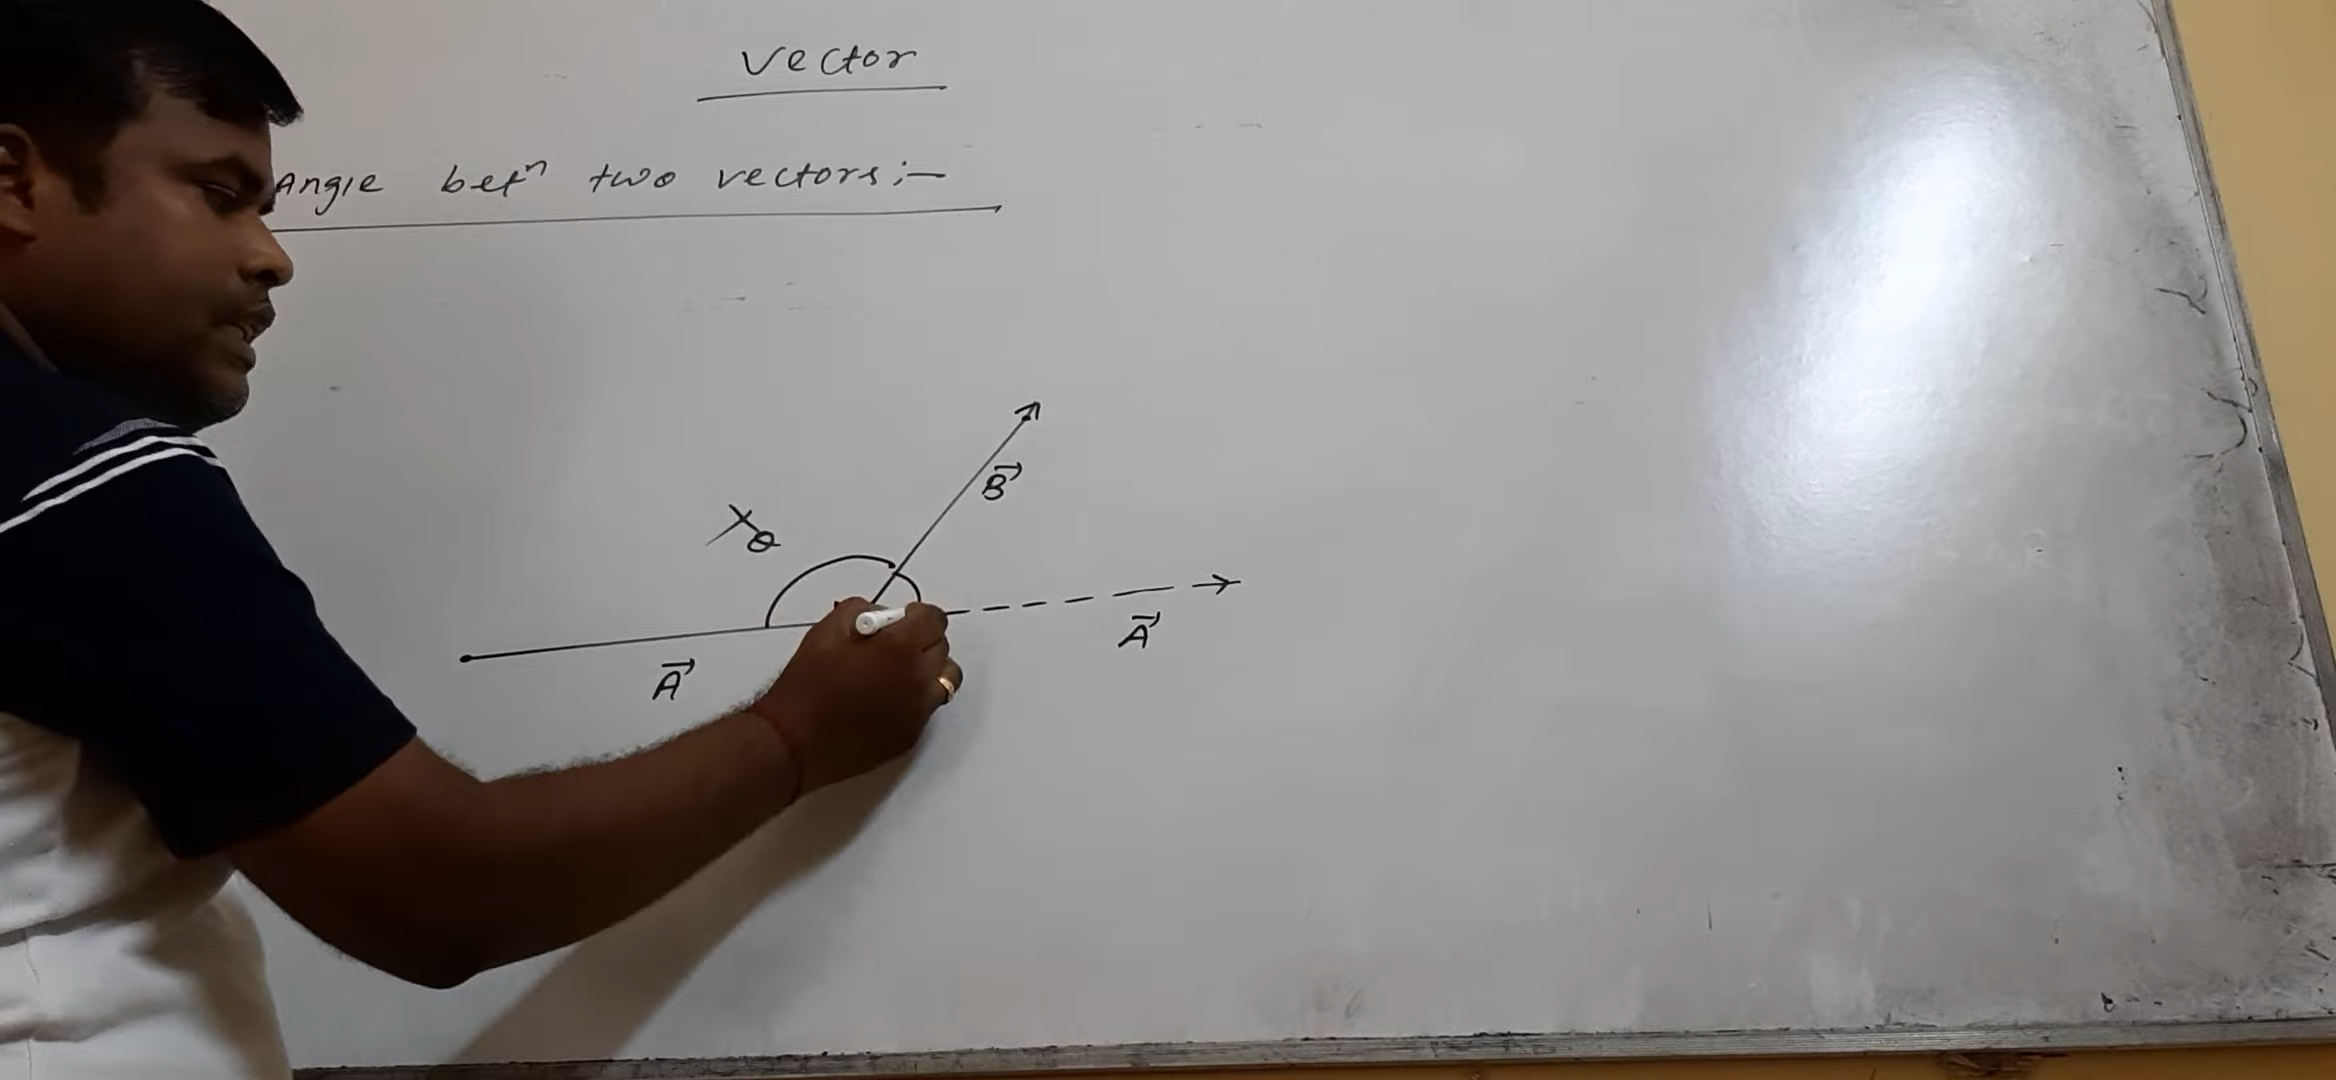 Vector
Angle betⁿ two vectors:-
B⃗
θ
A⃗
A⃗